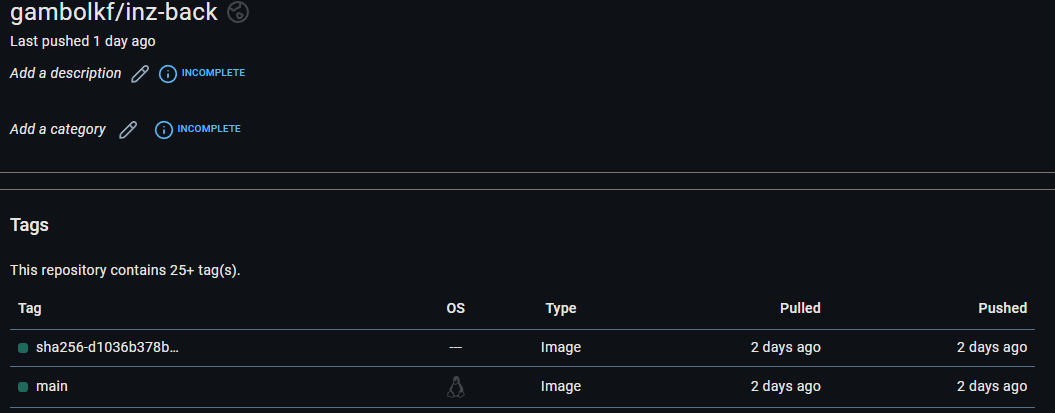 gambolkf/inz-back
Last pushed 1 day ago
Add a description INCOMPLETE
Add a category INCOMPLETE
Tags
This repository contains 25+ tag(s).
Tag OS Type Pulled Pushed
sha256-d1036b378b... --- Image 2 days ago 2 days ago
main Image 2 days ago 2 days ago